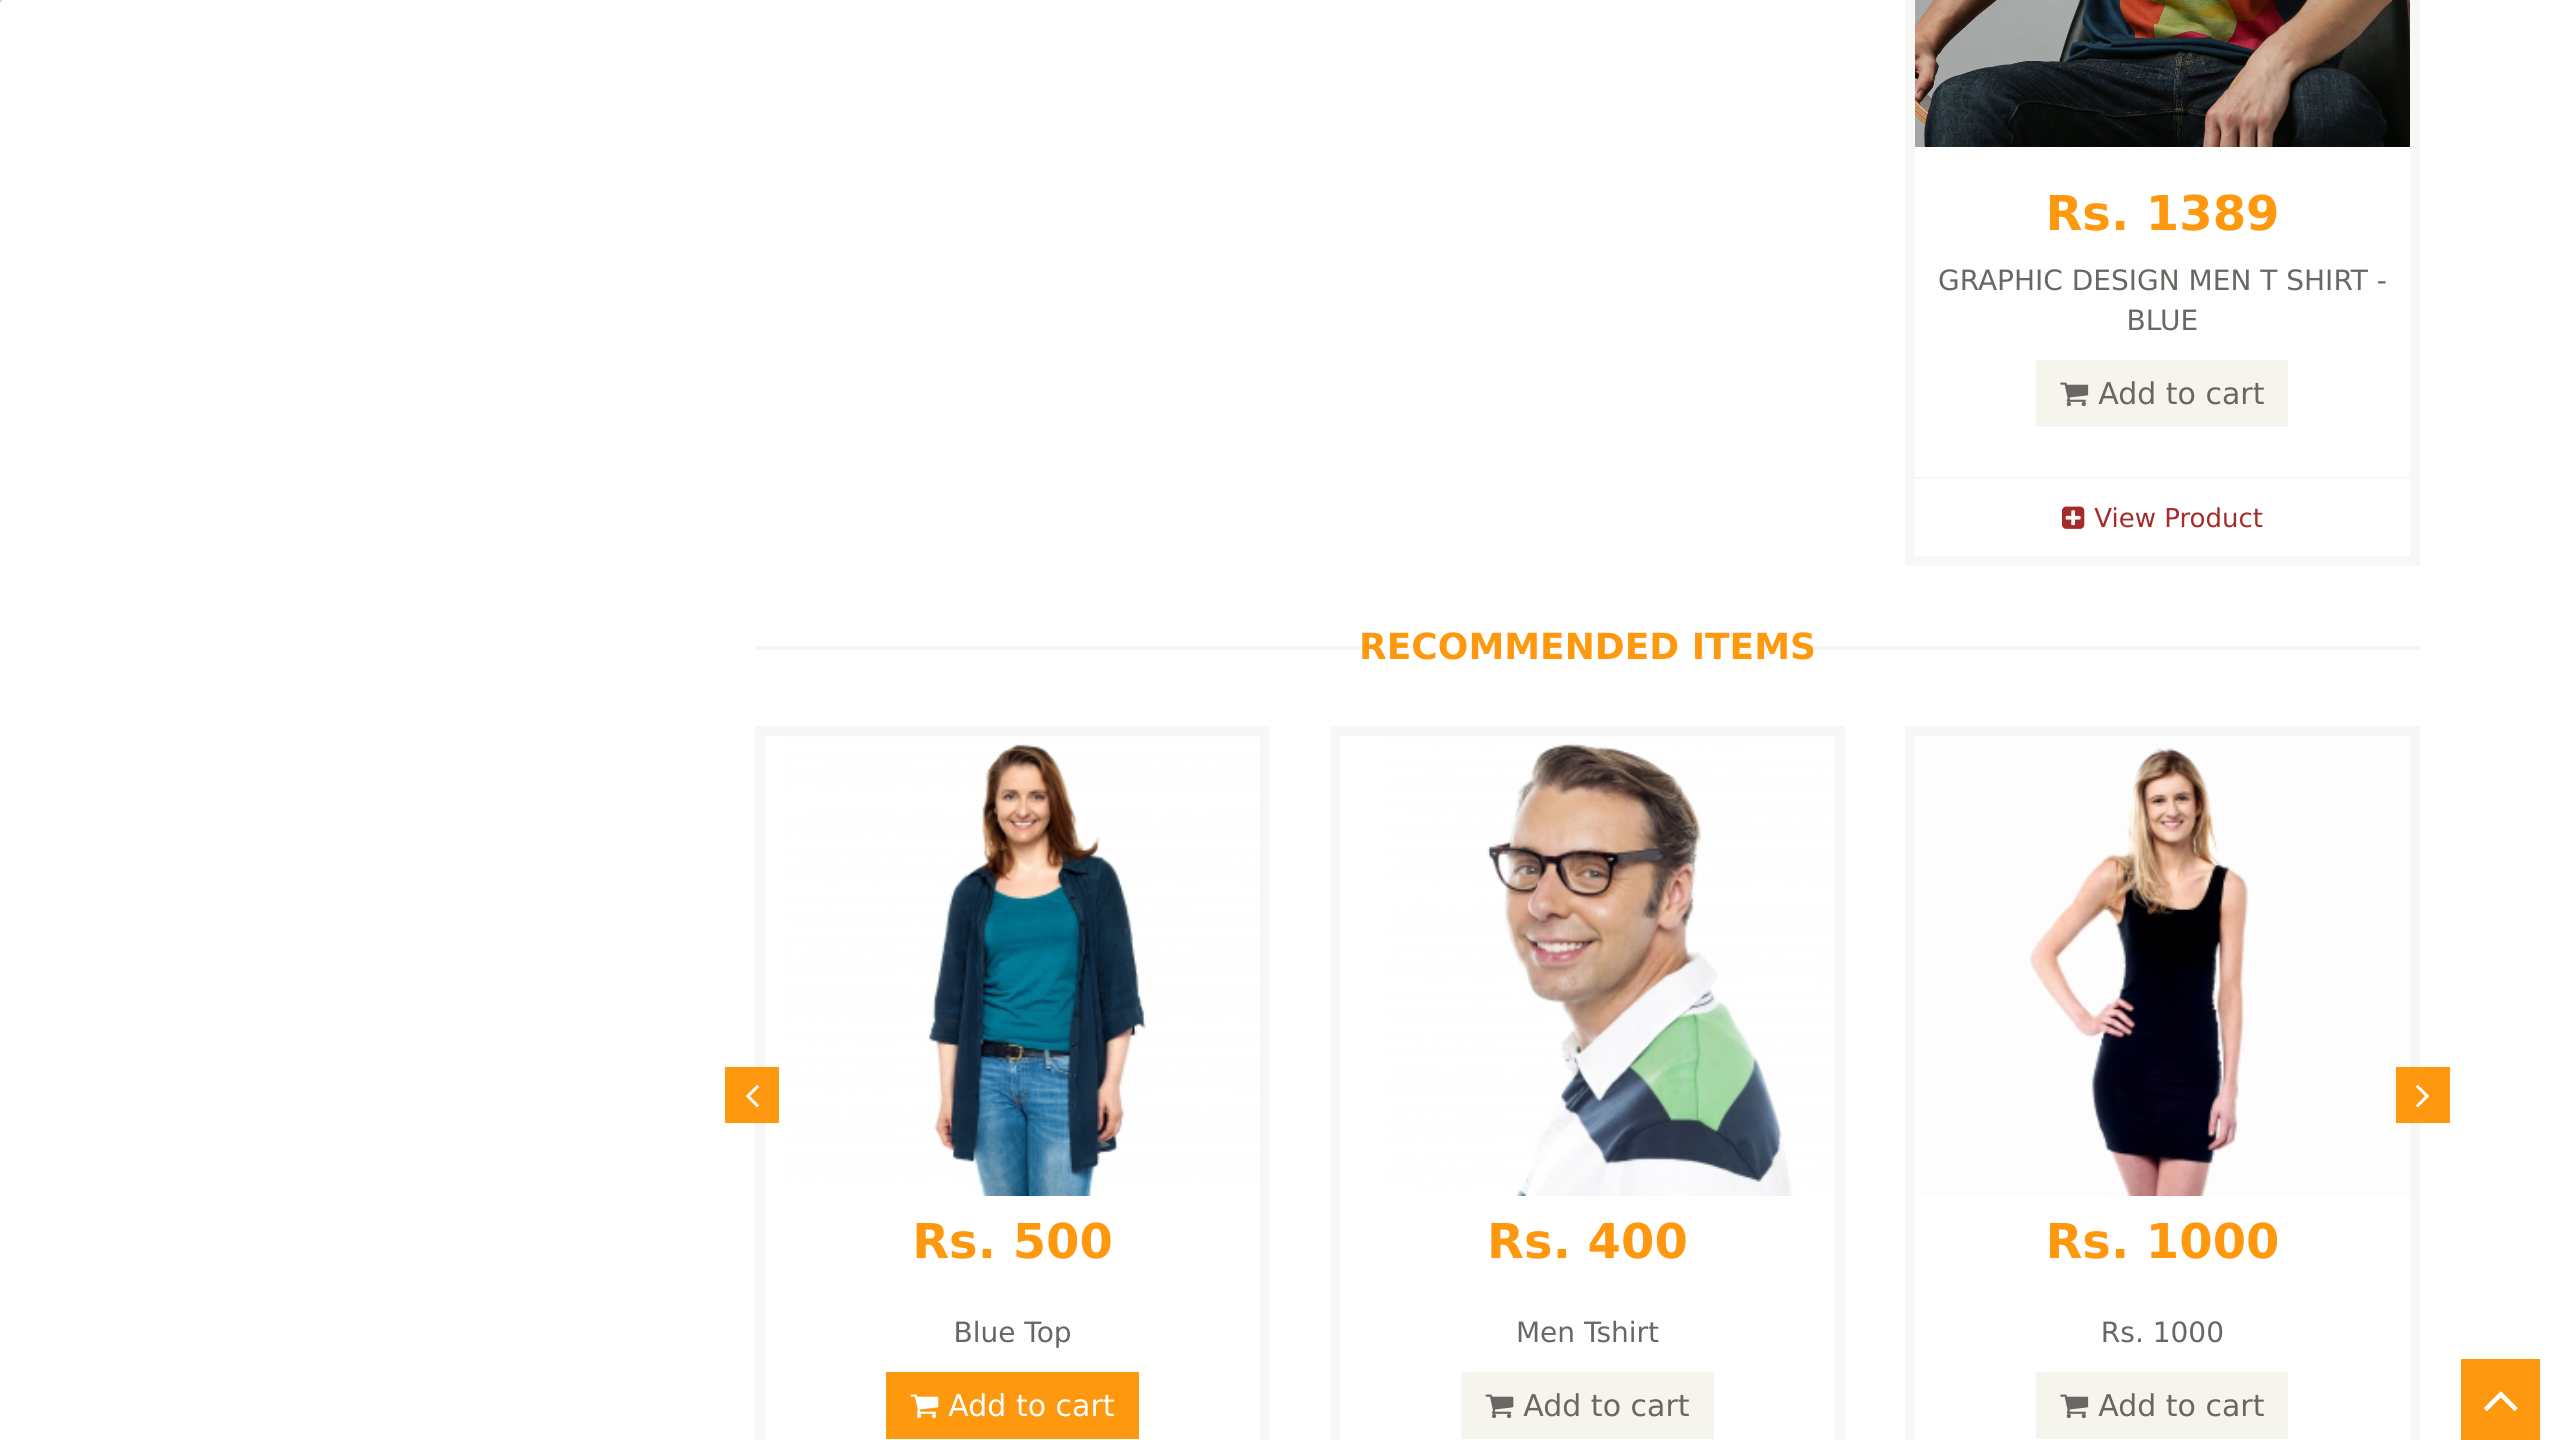 Rs. 1389
GRAPHIC DESIGN MEN T SHIRT -
BLUE
Add to cart
View Product
RECOMMENDED ITEMS
Rs. 500
Blue Top
Add to cart
Rs. 400
Men Tshirt
Add to cart
Rs. 1000
Rs. 1000
Add to cart